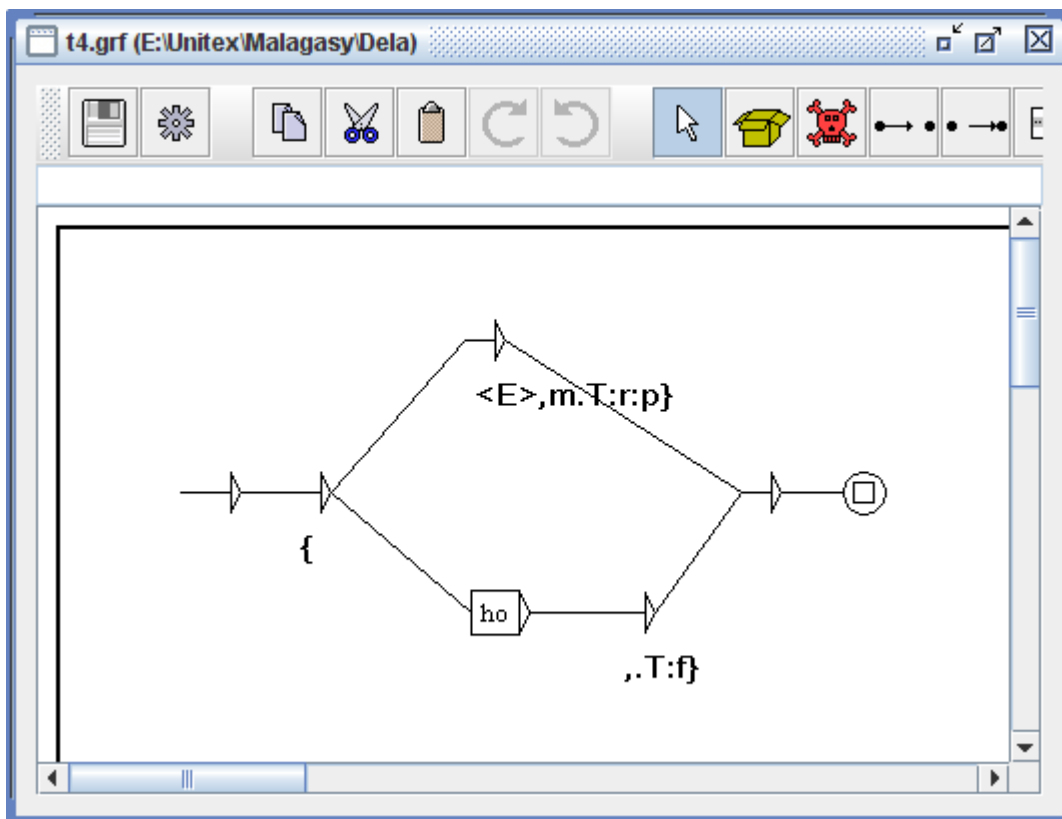 t4.grf (E:\Unitex\Malagasy\Dela)
<E>,m.T:r:p}
{
ho
,.T:f}